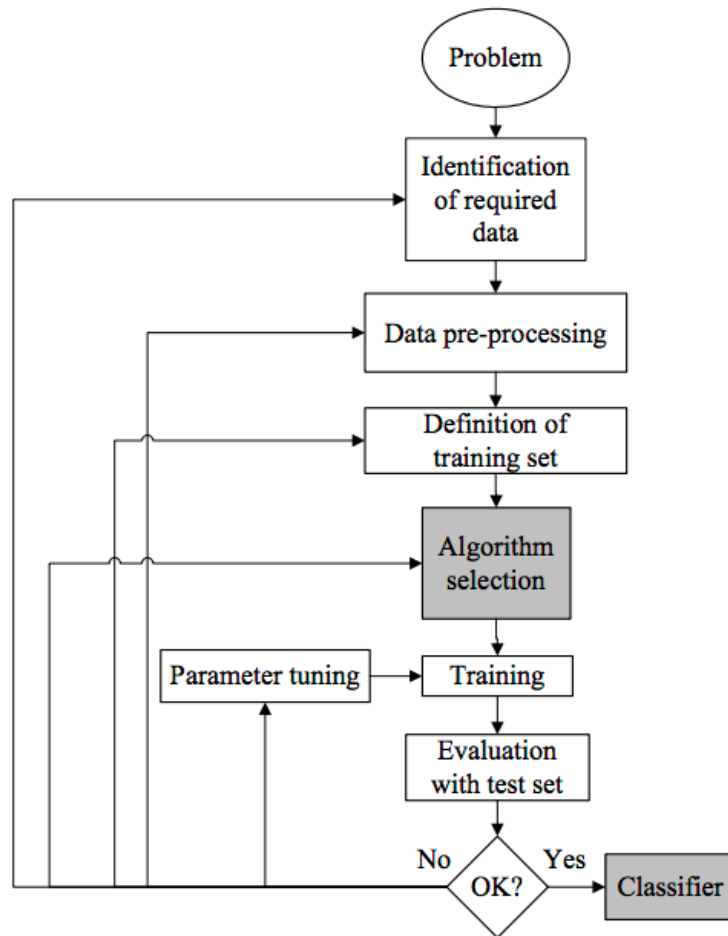 Problem
Identification
of required
data
Data pre-processing
Definition of
training set
Algorithm
selection
Parameter tuning
Training
Evaluation
with test set
No
Yes
OK?
Classifier